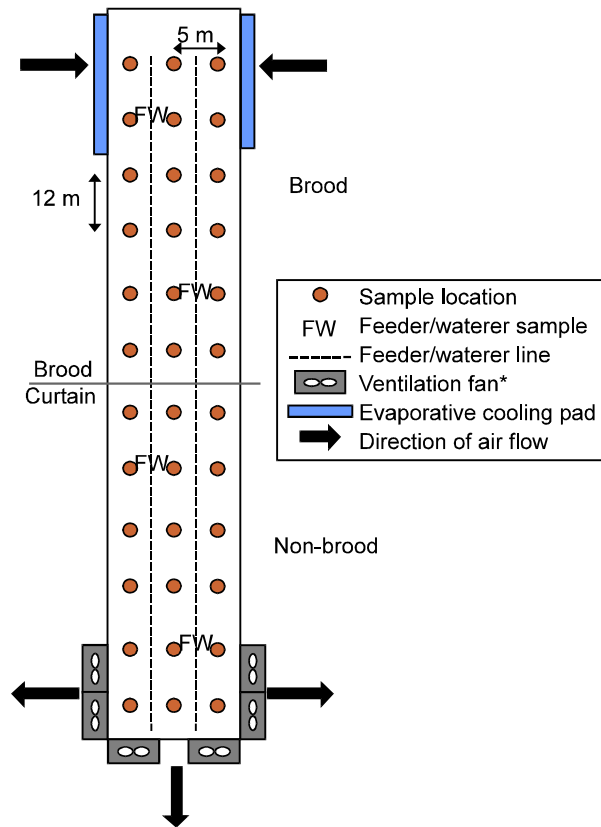 5 m
FW
12 m
Brood
FW
Brood
Curtain
FW
Non-brood
FW
Sample location
FW Feeder/waterer sample
Feeder/waterer line
Ventilation fan*
Evaporative cooling pad
Direction of air flow